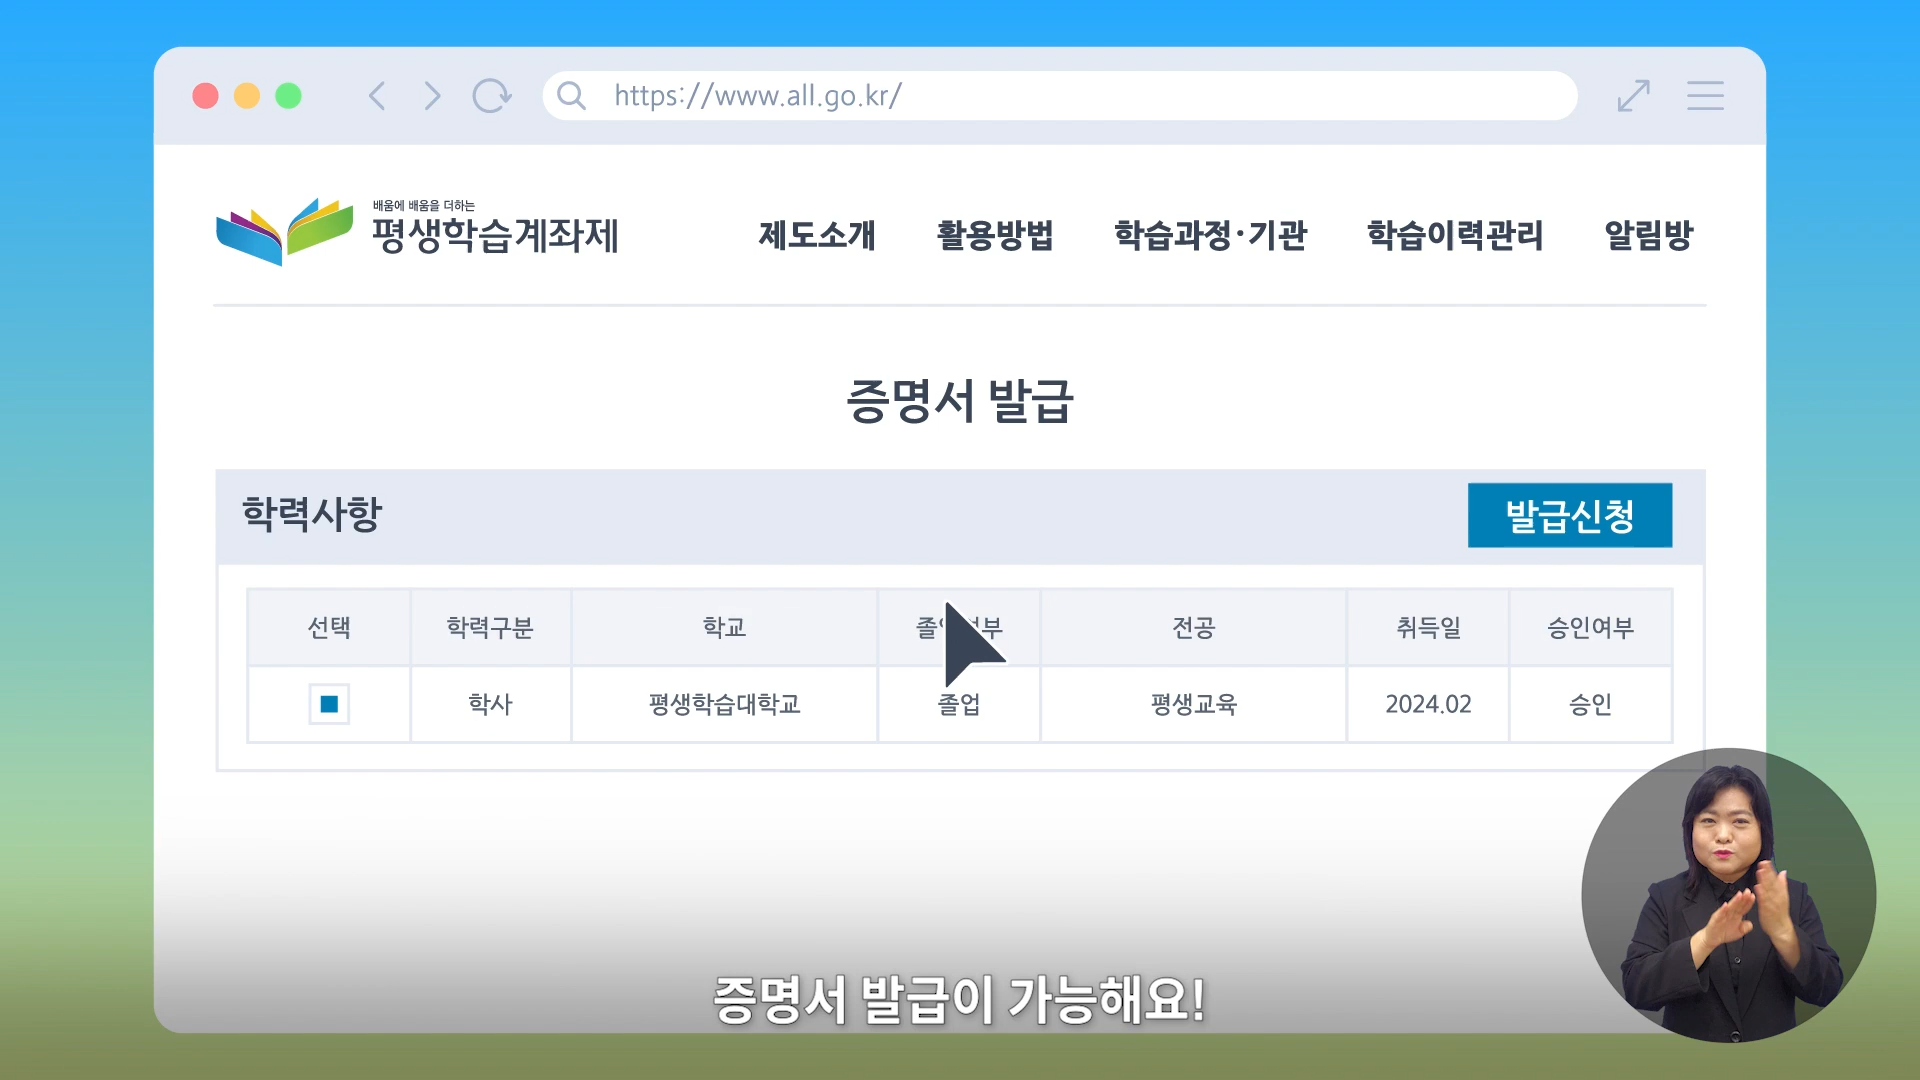 https://www.all.go.kr/
배움에 배움을 더하는
평생학습계좌제
제도소개 활용방법 학습과정·기관 학습이력관리 알림방
증명서 발급
학력사항 발급신청
선택 학력구분 학교 전공 취득일 승인여부
학사 평생학습대학교 졸업 평생교육 2024.02 승인
증명서 발급이 가능해요!